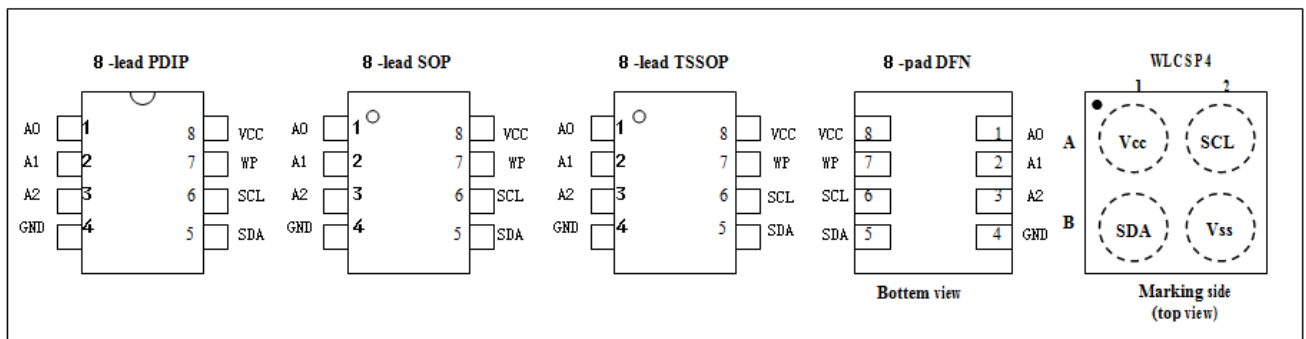 8 -lead PDIP
A0 1 8 VCC
A1 2 7 WP
A2 3 6 SCL
GND 4 5 SDA
8 -lead SOP
A0 1 8 VCC
A1 2 7 WP
A2 3 6 SCL
GND 4 5 SDA
8 -lead TSSOP
A0 1 8 VCC
A1 2 7 WP
A2 3 6 SCL
GND 4 5 SDA
8 -pad DFN
VCC 8 1 A0
WP 7 2 A1
SCL 6 3 A2
SDA 5 4 GND
Bottem view
WLCSP4
1 2
A Vcc SCL
B SDA Vss
Marking side
(top view)